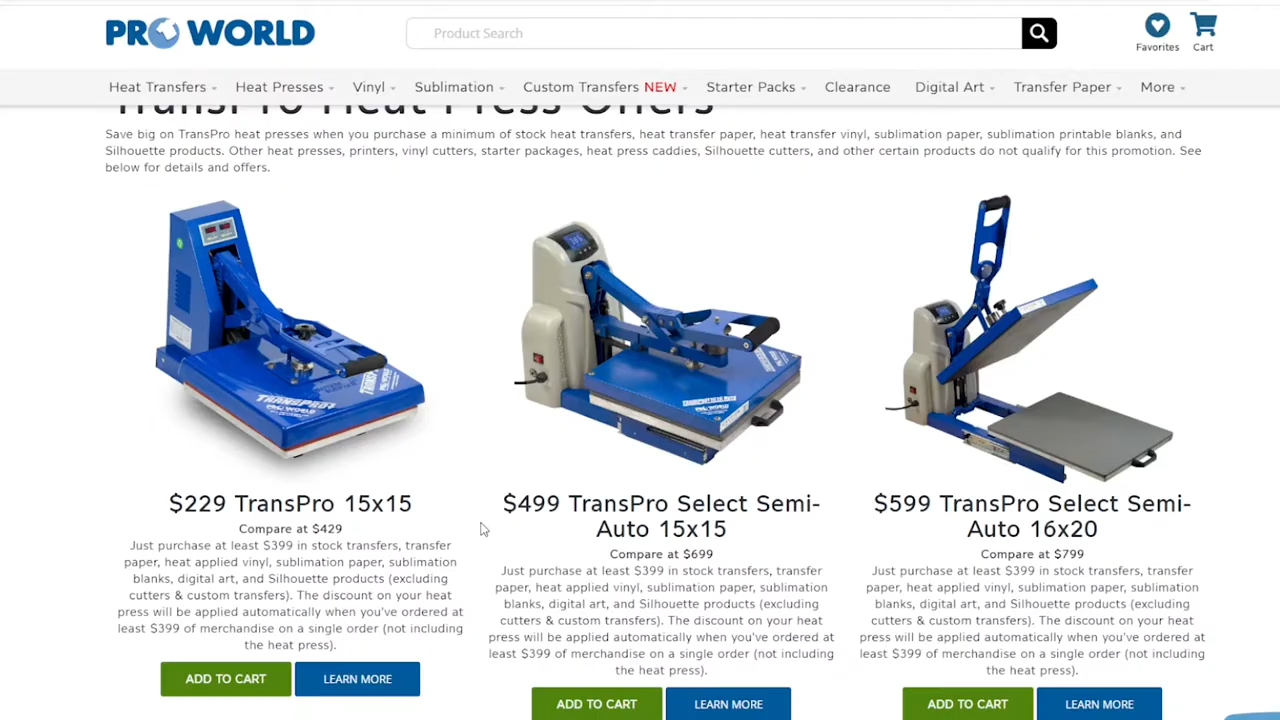 PRO WORLD
Product Search
Favorites
Cart
Heat Transfers
Heat Presses
Vinyl
Sublimation
Custom Transfers NEW
Starter Packs
Clearance
Digital Art
Transfer Paper
More
TransPro Heat Press Offers
Save big on TransPro heat presses when you purchase a minimum of stock heat transfers, heat transfer paper, heat transfer vinyl, sublimation paper, sublimation printable blanks, and
Silhouette products. Other heat presses, printers, vinyl cutters, starter packages, heat press caddies, Silhouette cutters, and other certain products do not qualify for this promotion. See
below for details and offers.
TRANSPRO
PRO WORLD
$229 TransPro 15x15
Compare at $429
Just purchase at least $399 in stock transfers, transfer
paper, heat applied vinyl, sublimation paper, sublimation
blanks, digital art, and Silhouette products (excluding
cutters & custom transfers). The discount on your heat
press will be applied automatically when you've ordered at
least $399 of merchandise on a single order (not including
the heat press).
ADD TO CART
LEARN MORE
$499 TransPro Select Semi-
Auto 15x15
Compare at $699
Just purchase at least $399 in stock transfers, transfer
paper, heat applied vinyl, sublimation paper, sublimation
blanks, digital art, and Silhouette products (excluding
cutters & custom transfers). The discount on your heat
press will be applied automatically when you've ordered at
least $399 of merchandise on a single order (not including
the heat press).
ADD TO CART
LEARN MORE
$599 TransPro Select Semi-
Auto 16x20
Compare at $799
Just purchase at least $399 in stock transfers, transfer
paper, heat applied vinyl, sublimation paper, sublimation
blanks, digital art, and Silhouette products (excluding
cutters & custom transfers). The discount on your heat
press will be applied automatically when you've ordered at
least $399 of merchandise on a single order (not including
the heat press).
ADD TO CART
LEARN MORE